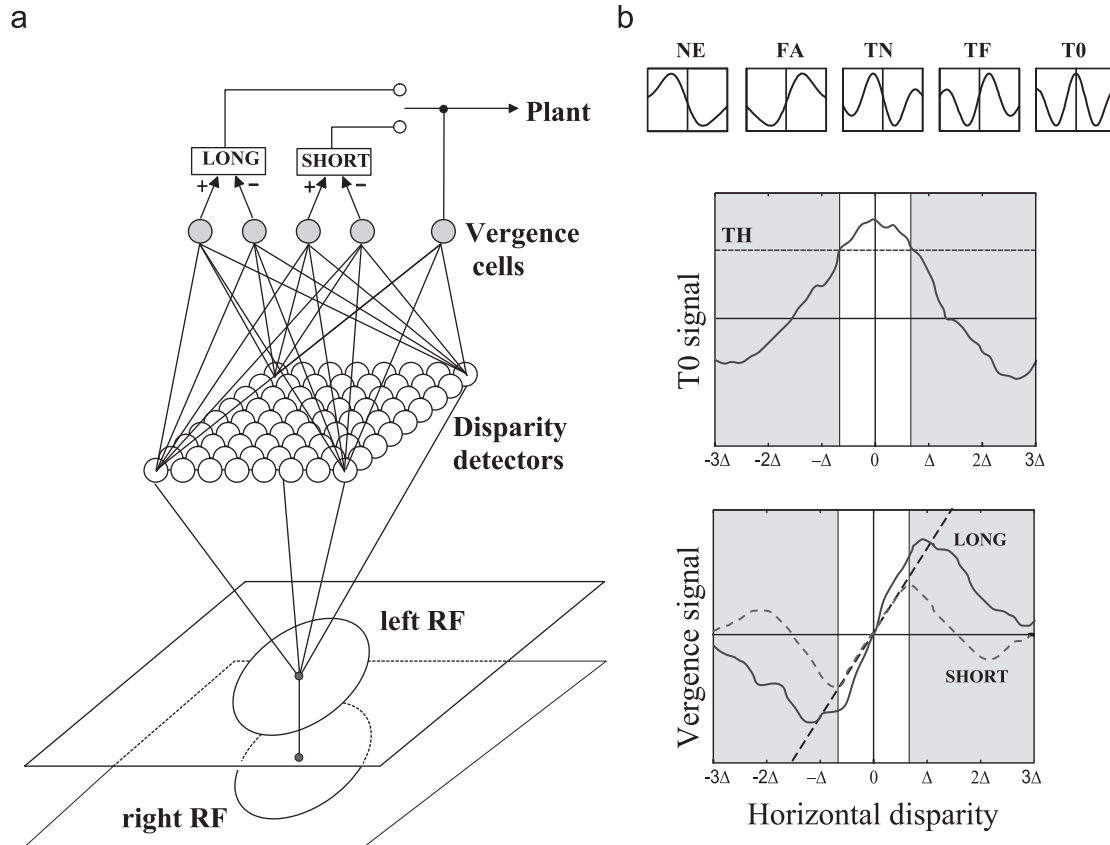 a
LONG
SHORT
+ -
+ -
Plant
Vergence
cells
Disparity
detectors
left RF
right RF
b
NE FA TN TF T0
TH
T0 signal
-3Δ -2Δ -Δ 0 Δ 2Δ 3Δ
LONG
SHORT
Vergence signal
-3Δ -2Δ -Δ 0 Δ 2Δ 3Δ
Horizontal disparity